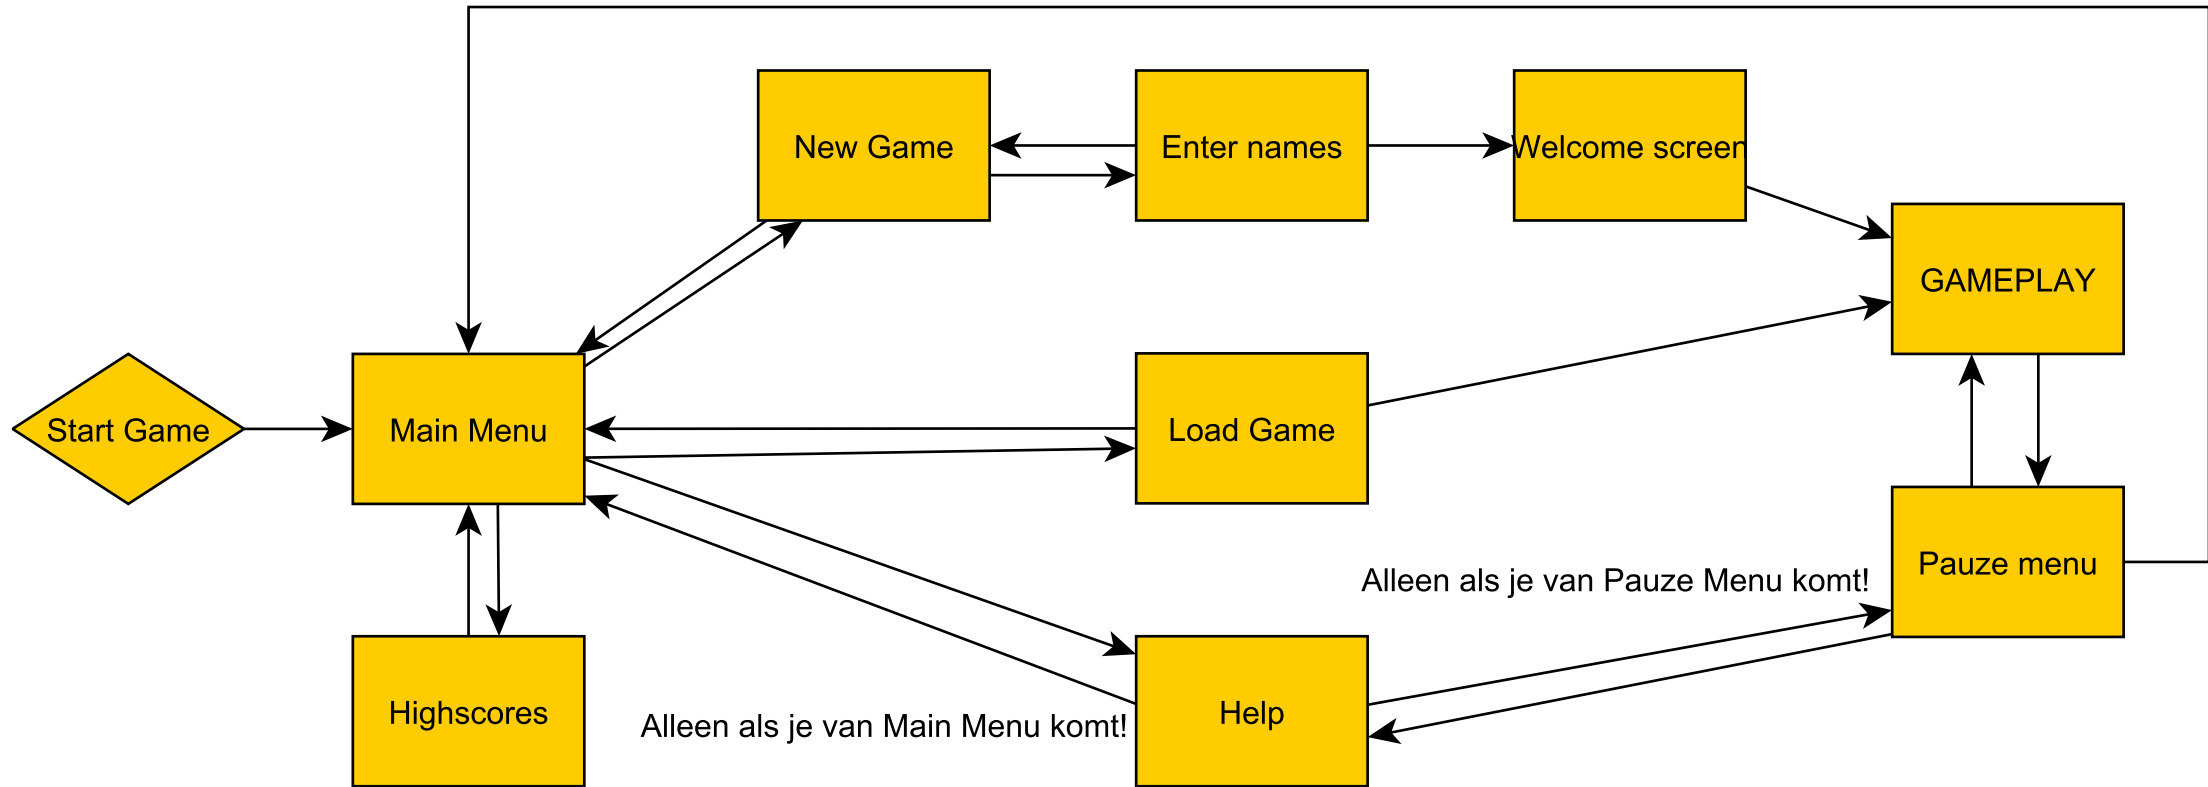 New Game
Enter names
Welcome screen
GAMEPLAY
Start Game
Main Menu
Load Game
Pauze menu
Alleen als je van Pauze Menu komt!
Highscores
Alleen als je van Main Menu komt!
Help